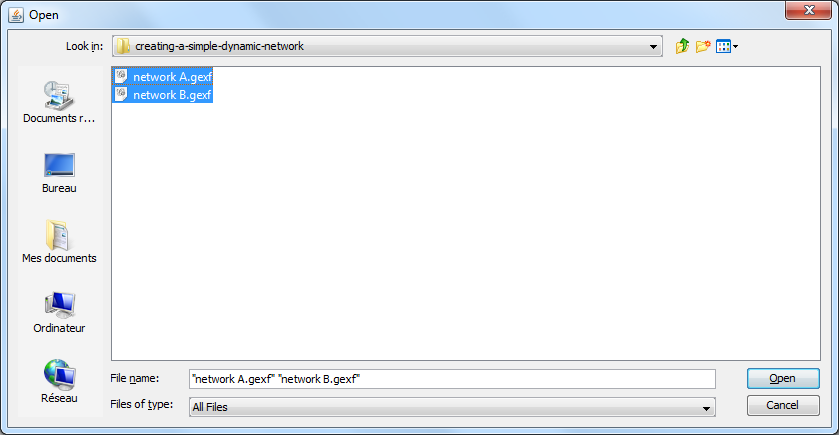 Open
Look in: creating-a-simple-dynamic-network
network A.gexf
network B.gexf
Documents r...
Bureau
Mes documents
Ordinateur
Réseau
File name: "network A.gexf" "network B.gexf"
Open
Files of type: All Files
Cancel